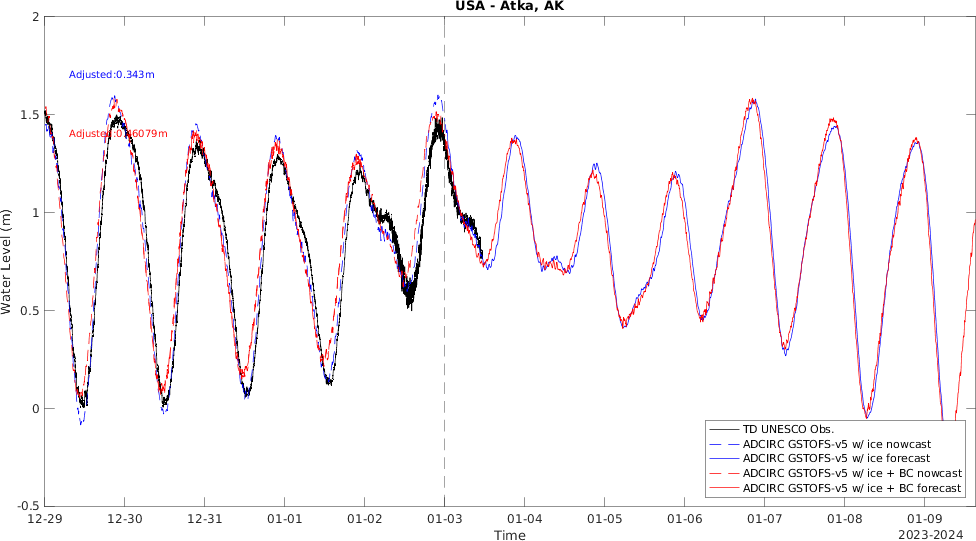 USA - Atka, AK
2
1.5
1
0.5
0
-0.5
Water Level (m)
Adjusted:0.343m
12-29 12-30 12-31 01-01 01-02 01-03 01-04 01-05 01-06 01-07 01-08 01-09
2023-2024
Time
TD UNESCO Obs.
ADCIRC GSTOFS-v5 w/ ice nowcast
ADCIRC GSTOFS-v5 w/ ice forecast
ADCIRC GSTOFS-v5 w/ ice + BC nowcast
ADCIRC GSTOFS-v5 w/ ice + BC forecast